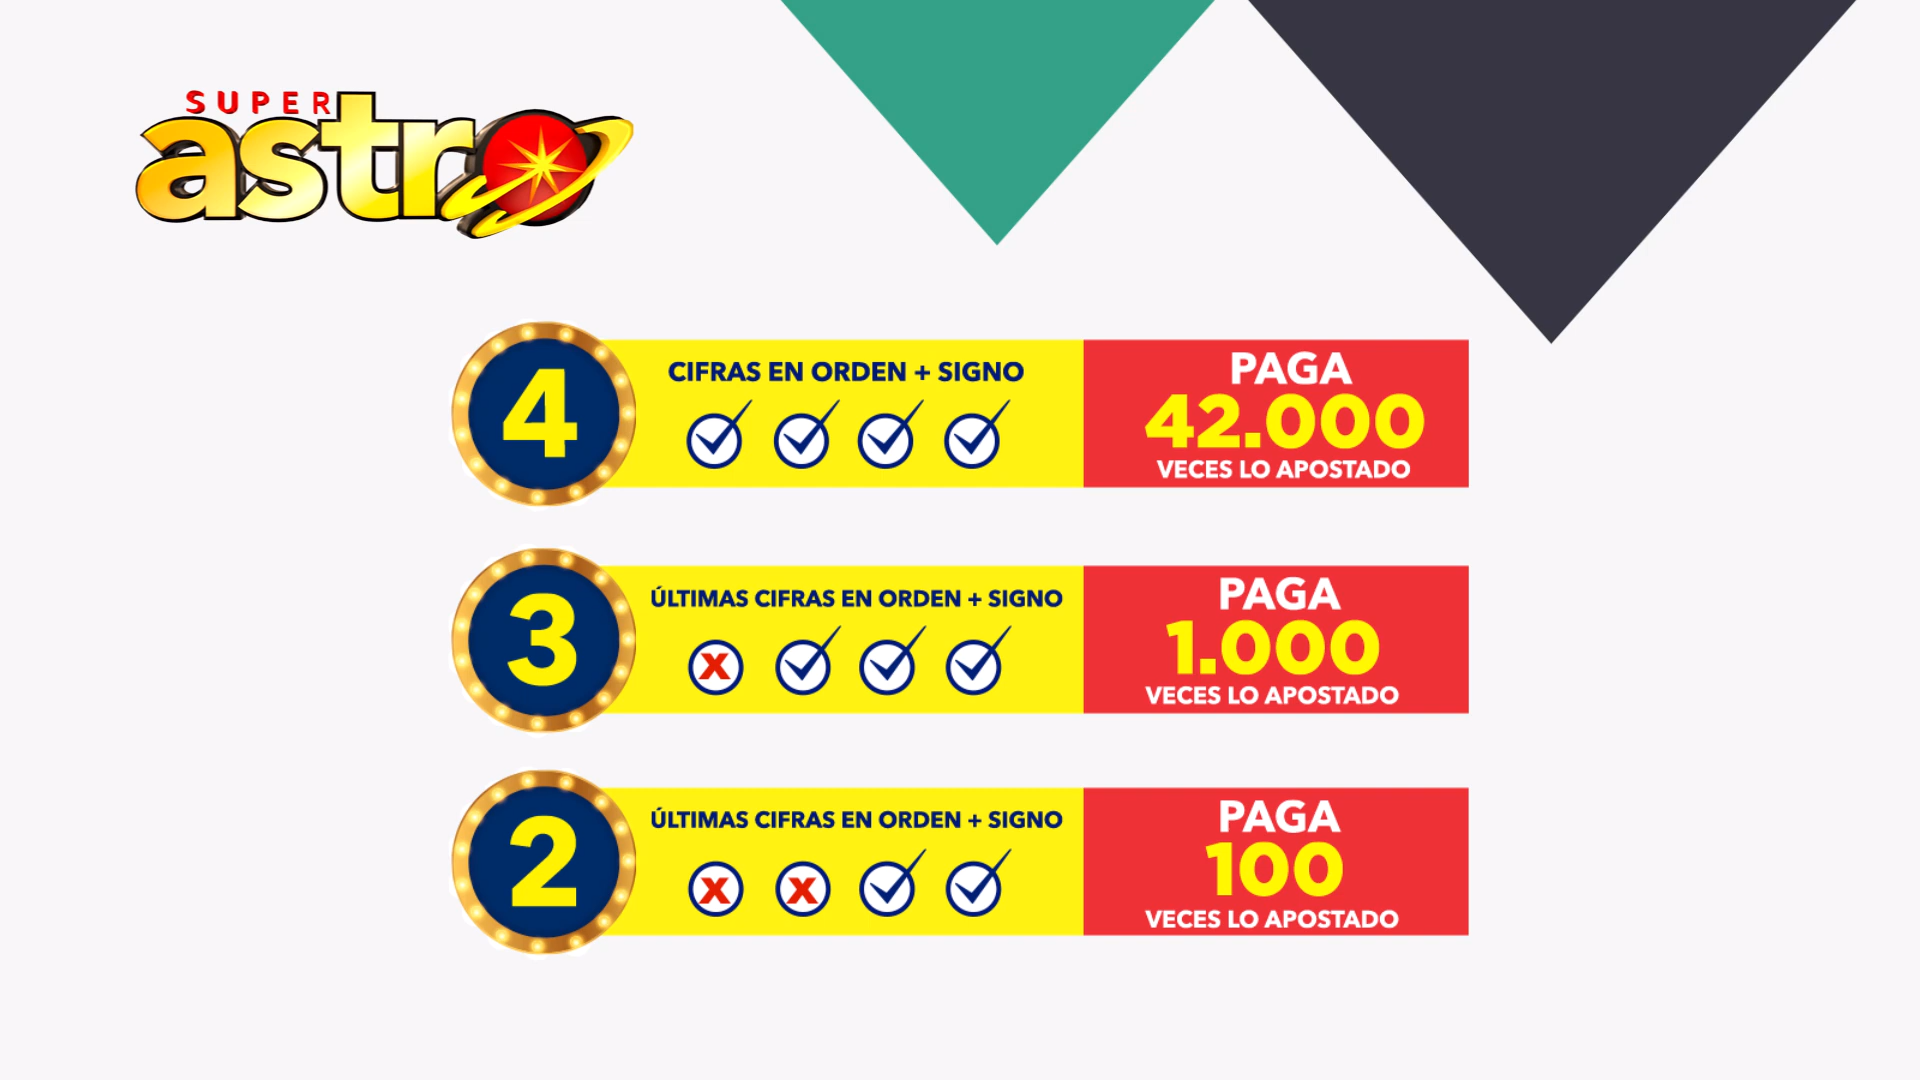 SUPER
astro
4
CIFRAS EN ORDEN + SIGNO
PAGA
42.000
VECES LO APOSTADO
3
ÚLTIMAS CIFRAS EN ORDEN + SIGNO
X
PAGA
1.000
VECES LO APOSTADO
2
ÚLTIMAS CIFRAS EN ORDEN + SIGNO
X X
PAGA
100
VECES LO APOSTADO